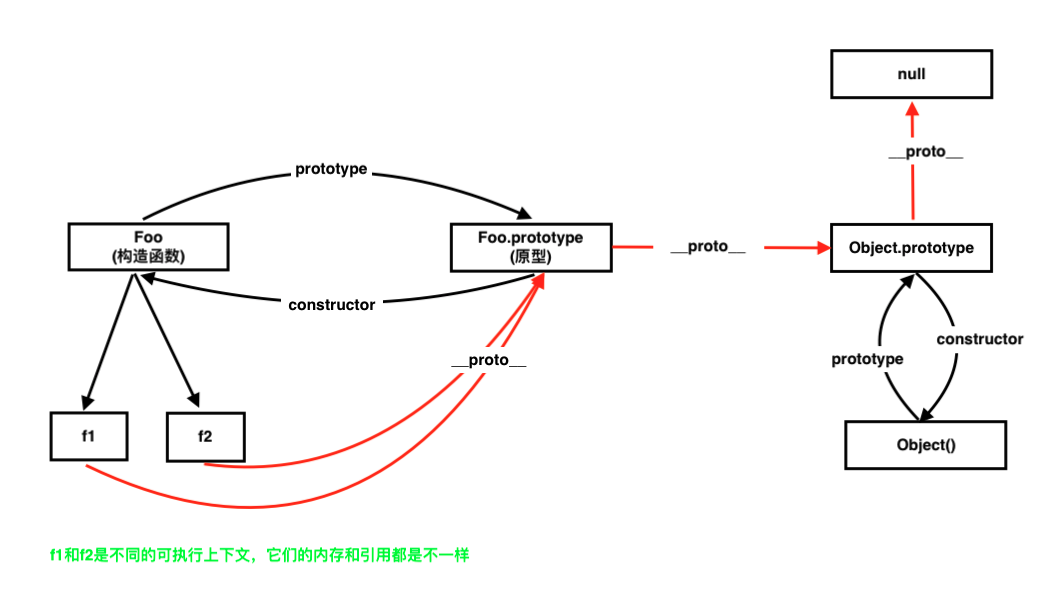 null
__proto__
prototype
Foo
(构造函数)
Foo.prototype
(原型)
__proto__
Object.prototype
constructor
__proto__
prototype
constructor
f1
f2
Object()
f1和f2是不同的可执行上下文，它们的内存和引用都是不一样